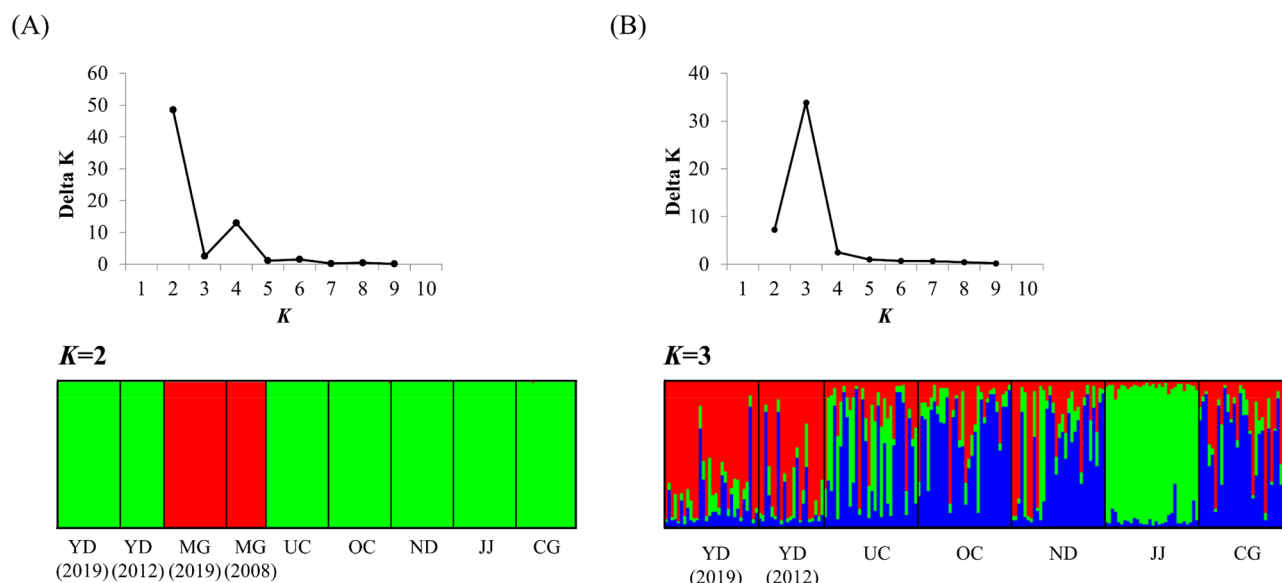 (A)
60
50
40
30
20
10
0
Delta K
1 2 3 4 5 6 7 8 9 10
K
K=2
YD (2019) YD (2012) MG (2019) MG (2008) UC OC ND JJ CG
(B)
40
30
20
10
0
Delta K
1 2 3 4 5 6 7 8 9 10
K
K=3
YD (2019) YD (2012) UC OC ND JJ CG